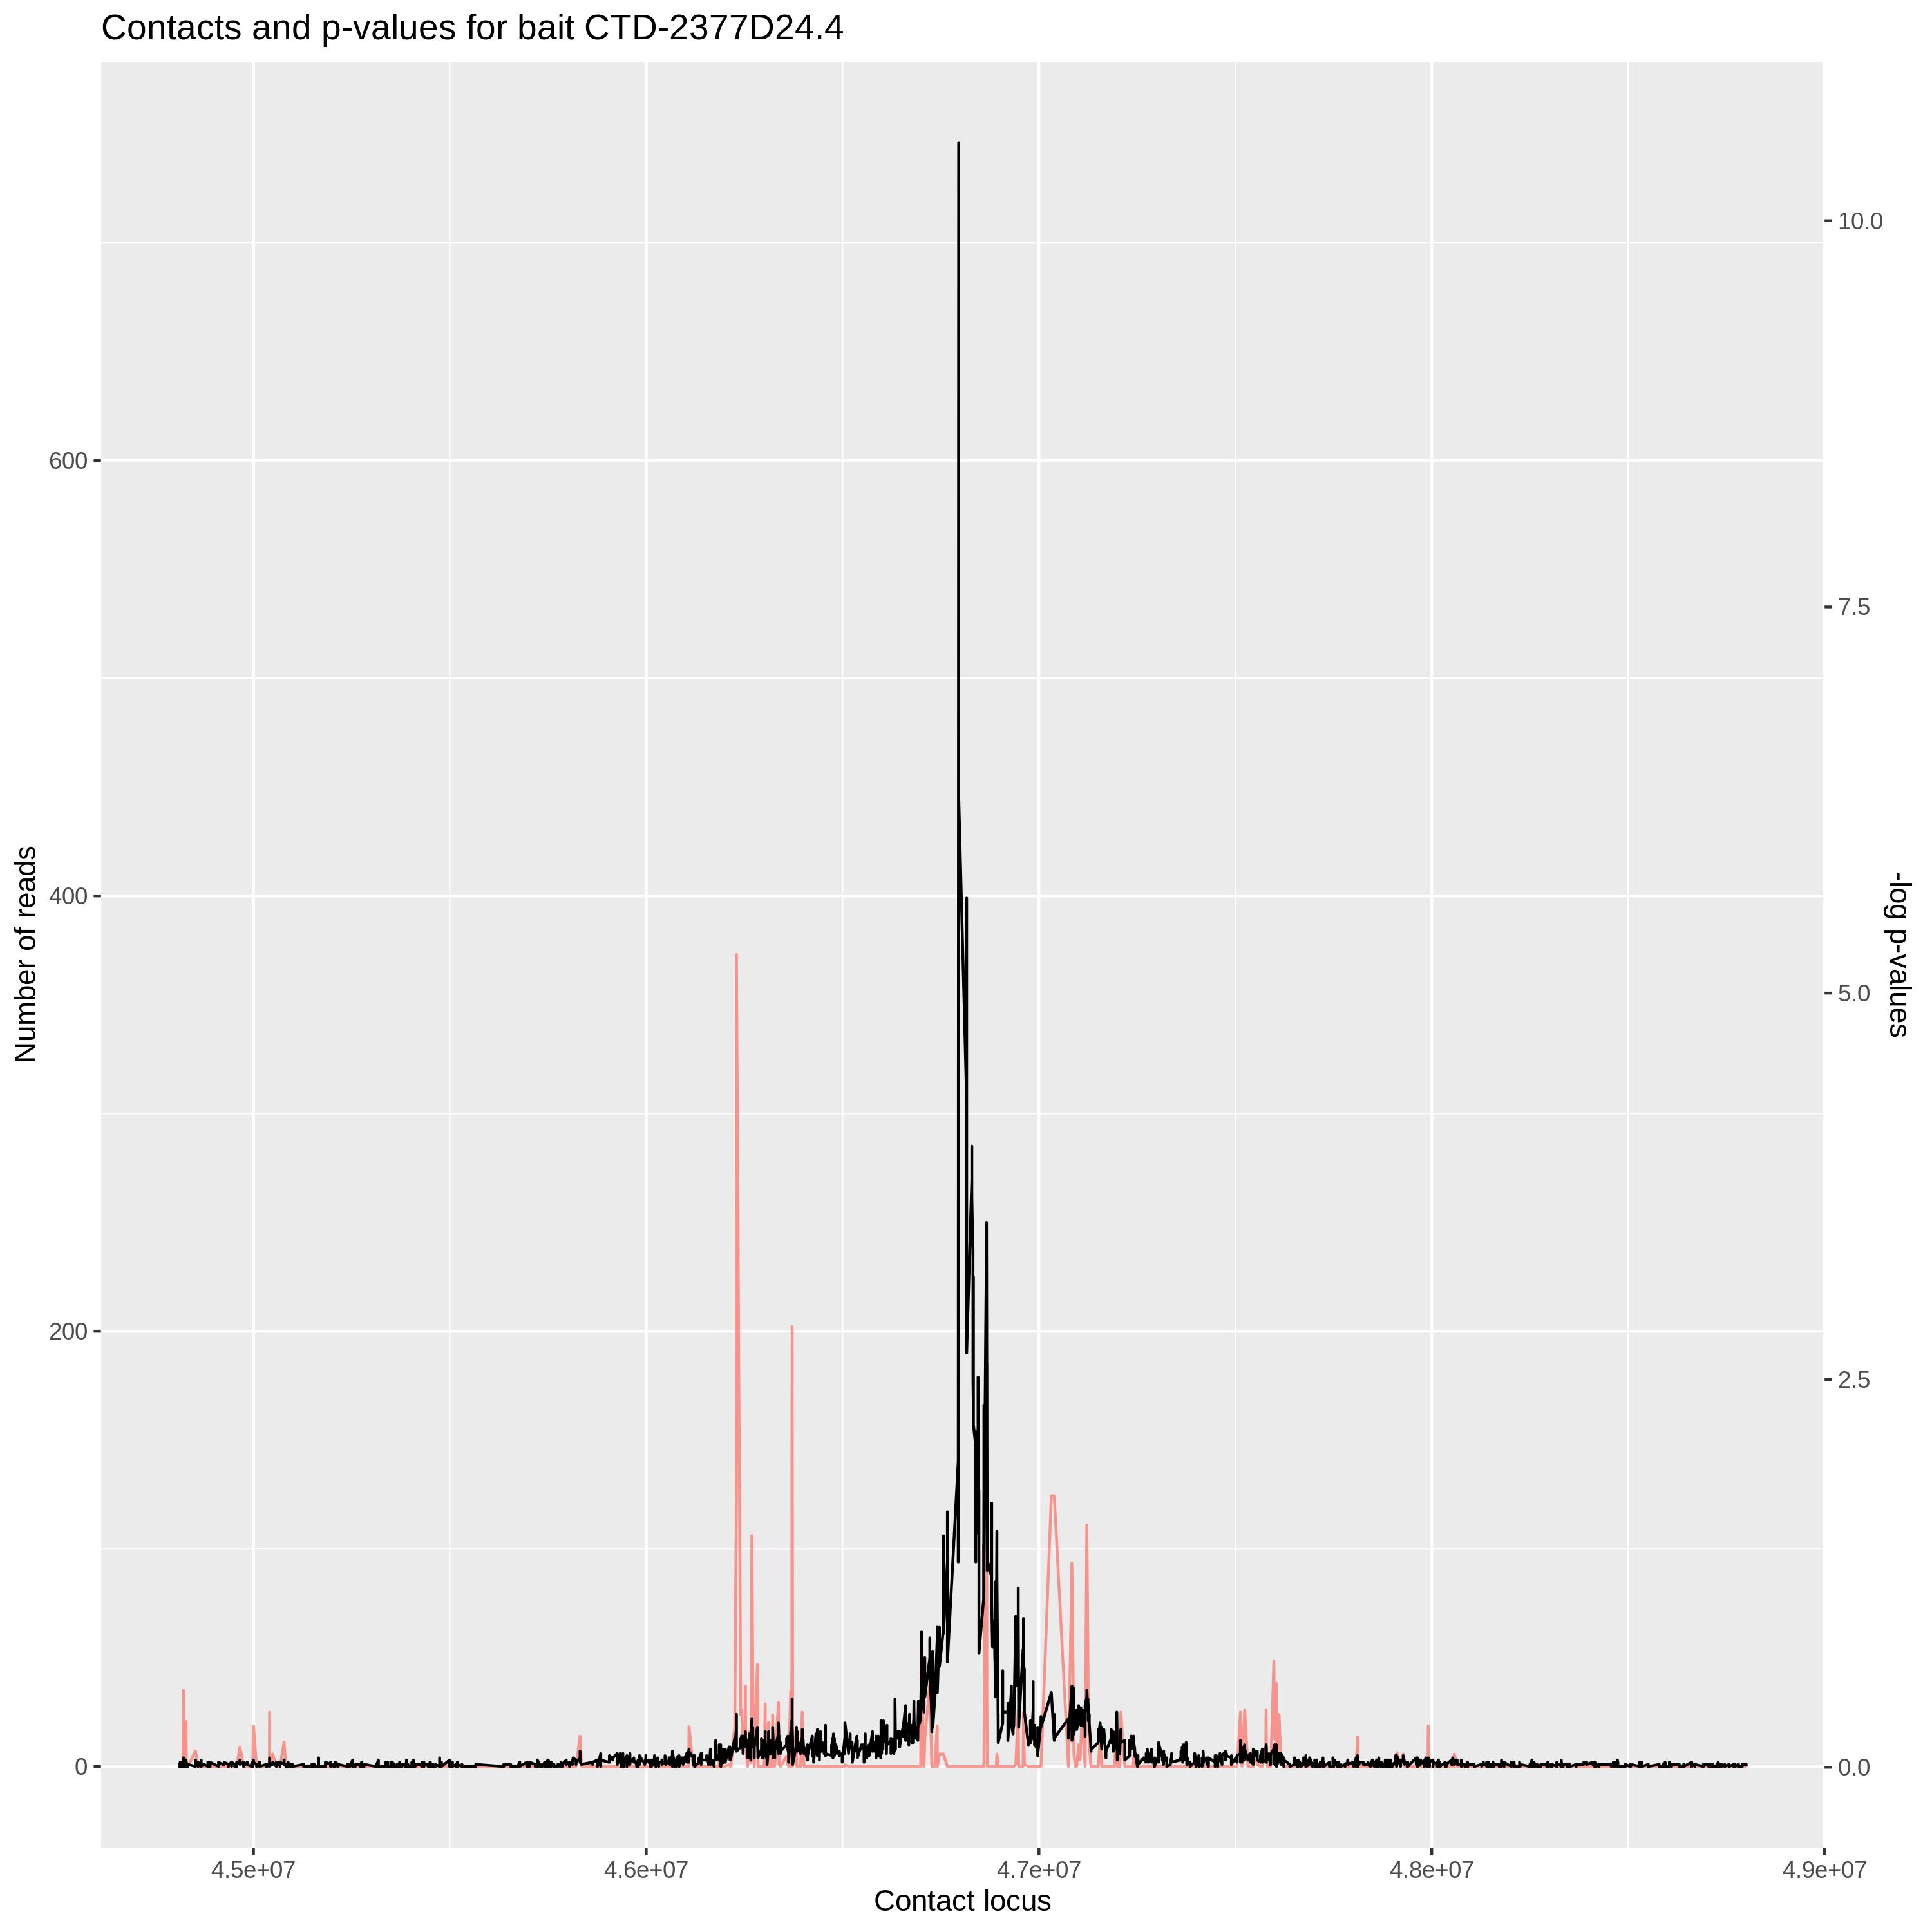 Contacts and p-values for bait CTD-2377D24.4
Number of reads
600
400
200
0
10.0
7.5
5.0
2.5
0.0
-log p-values
4.5e+07
4.6e+07
4.7e+07
4.8e+07
4.9e+07
Contact locus